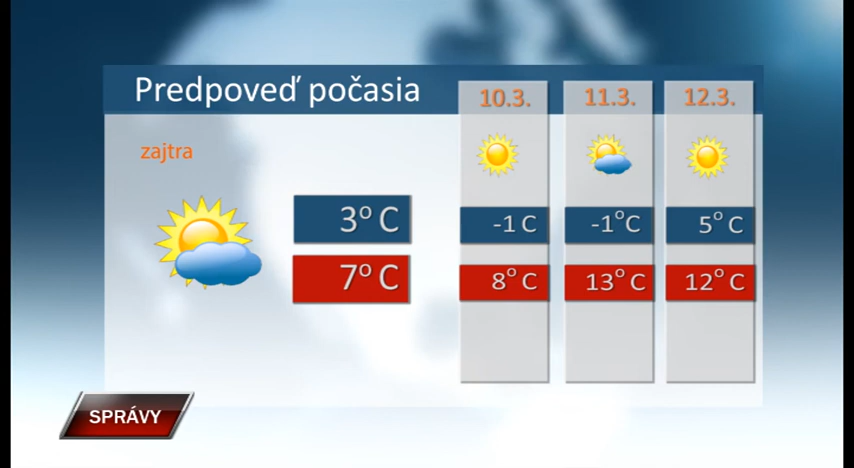 Predpoveď počasia
zajtra
3° C
7° C
10.3.
-1 C
8° C
11.3.
-1°C
13° C
12.3.
5° C
12° C
SPRÁVY